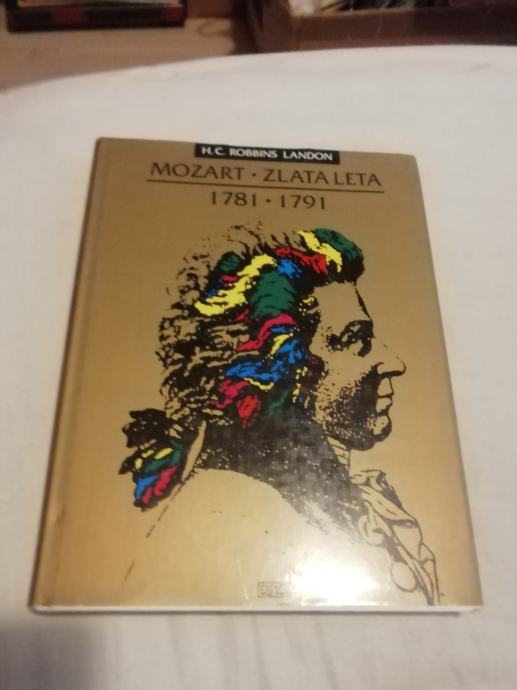 H.C. ROBBINS LANDON
MOZART · ZLATA LETA
1781 · 1791